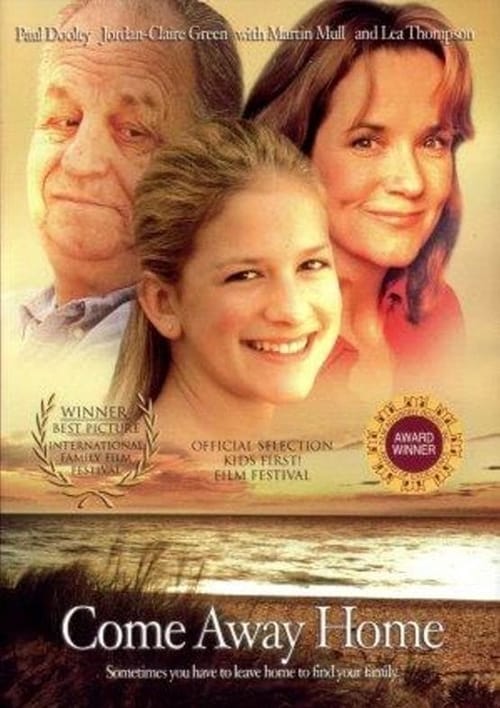 Paul Dooley Jordan-Claire Green with Martin Mull and Lea Thompson
WINNER
BEST PICTURE
INTERNATIONAL
FAMILY FILM
FESTIVAL
OFFICIAL SELECTION
KIDS FIRST!
FILM FESTIVAL
AWARD
WINNER
Come Away Home
Sometimes you have to leave home to find your family.